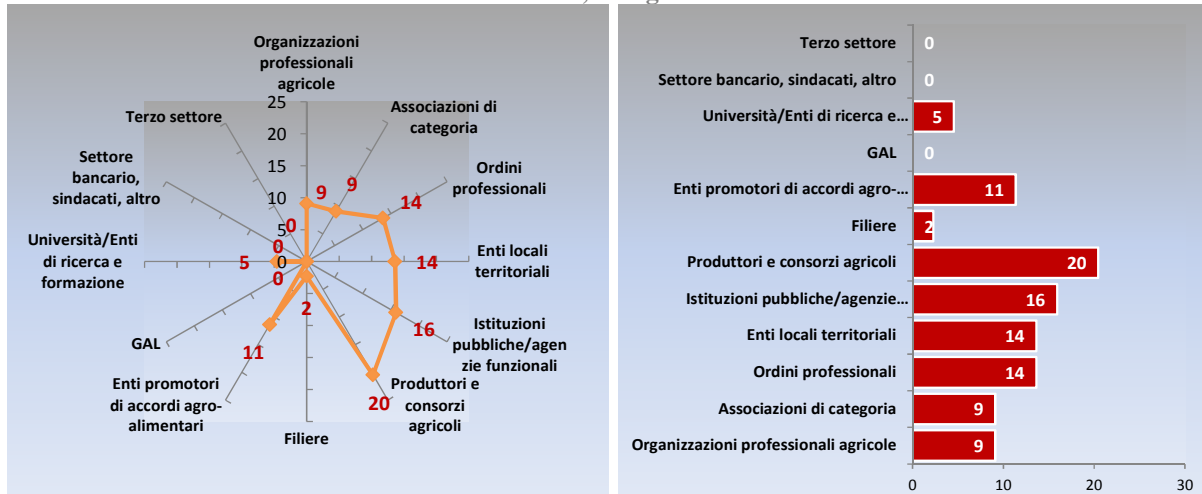 Organizzazioni
professionali
agricole
25
20
15
10
5
0
Associazioni di
categoria
Ordini
professionali
Enti locali
territoriali
Istituzioni
pubbliche/agen
zie funzionali
Produttori e
consorzi
agricoli
Filiere
Enti promotori
di accordi agro-
alimentari
GAL
Università/Enti
di ricerca e
formazione
Settore
bancario,
sindacati, altro
Terzo settore
9
9
14
14
16
20
2
11
0
5
0
0
Terzo settore 0
Settore bancario, sindacati, altro 0
Università/Enti di ricerca e... 5
GAL 0
Enti promotori di accordi agro-... 11
Filiere 2
Produttori e consorzi agricoli 20
Istituzioni pubbliche/agenzie... 16
Enti locali territoriali 14
Ordini professionali 14
Associazioni di categoria 9
Organizzazioni professionali agricole 9
0 10 20 30